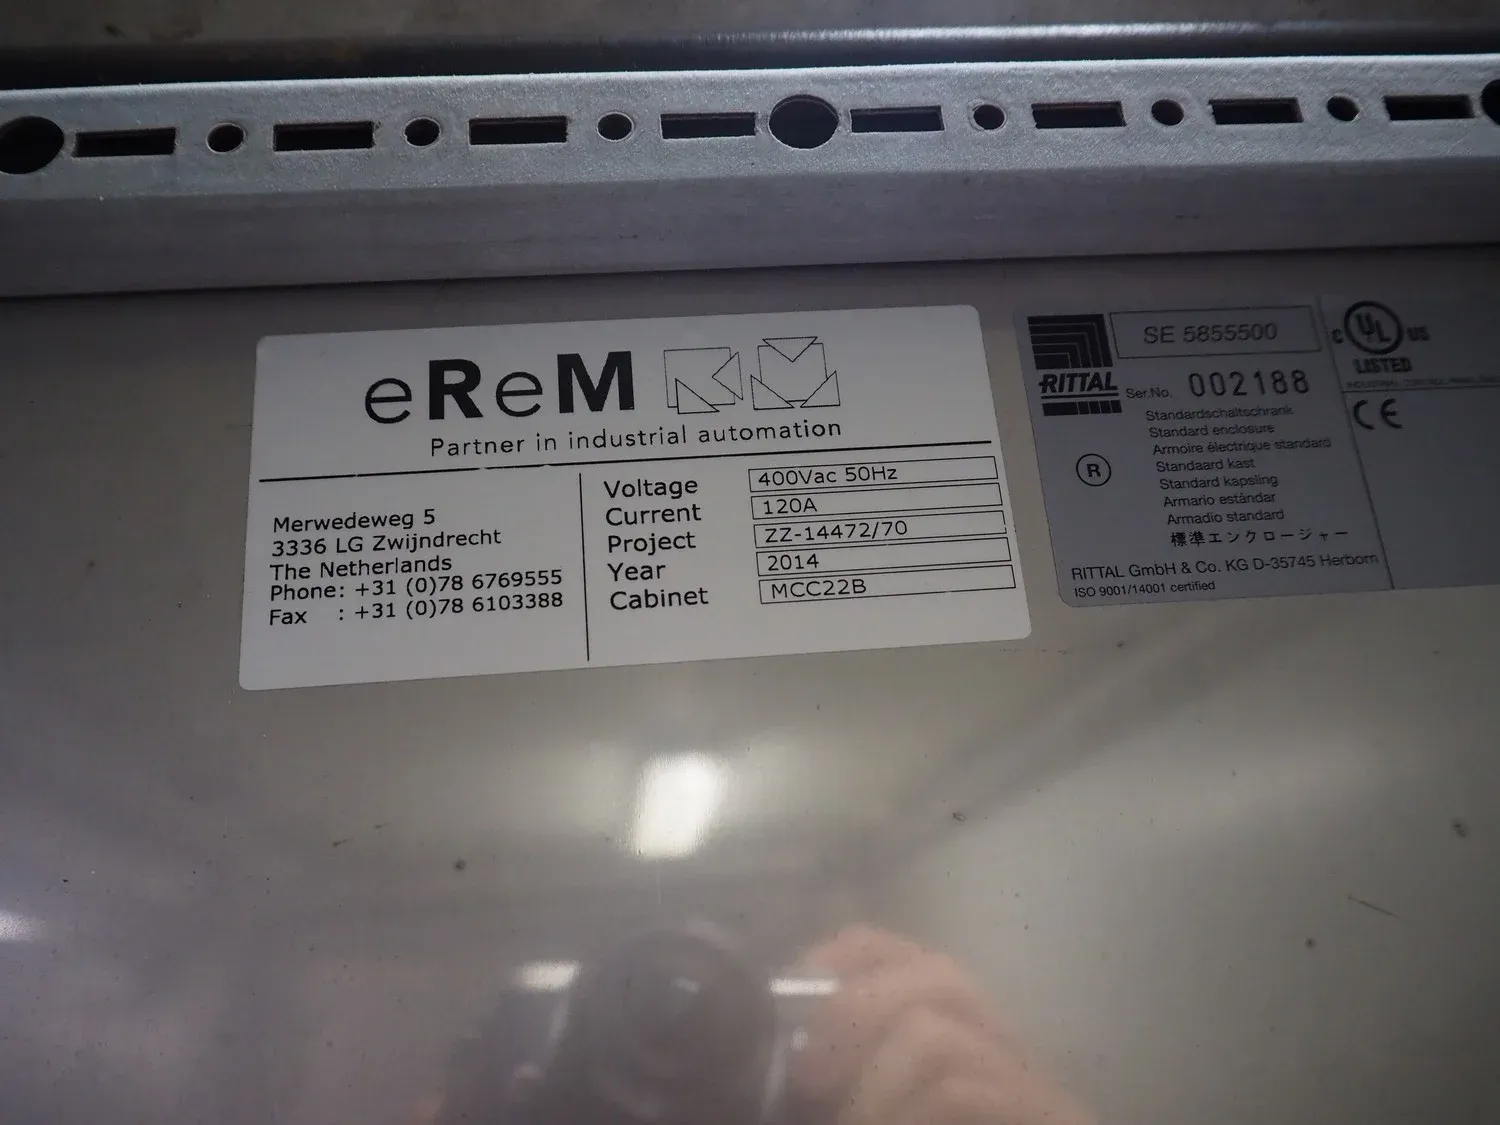 eReM
Partner in industrial automation
Merwedeweg 5
3336 LG Zwijndrecht
The Netherlands
Phone: +31 (0)78 6769555
Fax : +31 (0)78 6103388
Voltage 400Vac 50Hz
Current 120A
Project ZZ-14472/70
Year 2014
Cabinet MCC22B
RITTAL
SE 5855500
Ser.No. 002188
Standardschaltschrank
Standard enclosure
Armoire électrique standard
Standaard kast
Standard kapsling
Armario estándar
Armadio standard
標準エンクロージャー
R
RITTAL GmbH & Co. KG D-35745 Herborn
ISO 9001/14001 certified
C UL US
LISTED
CE